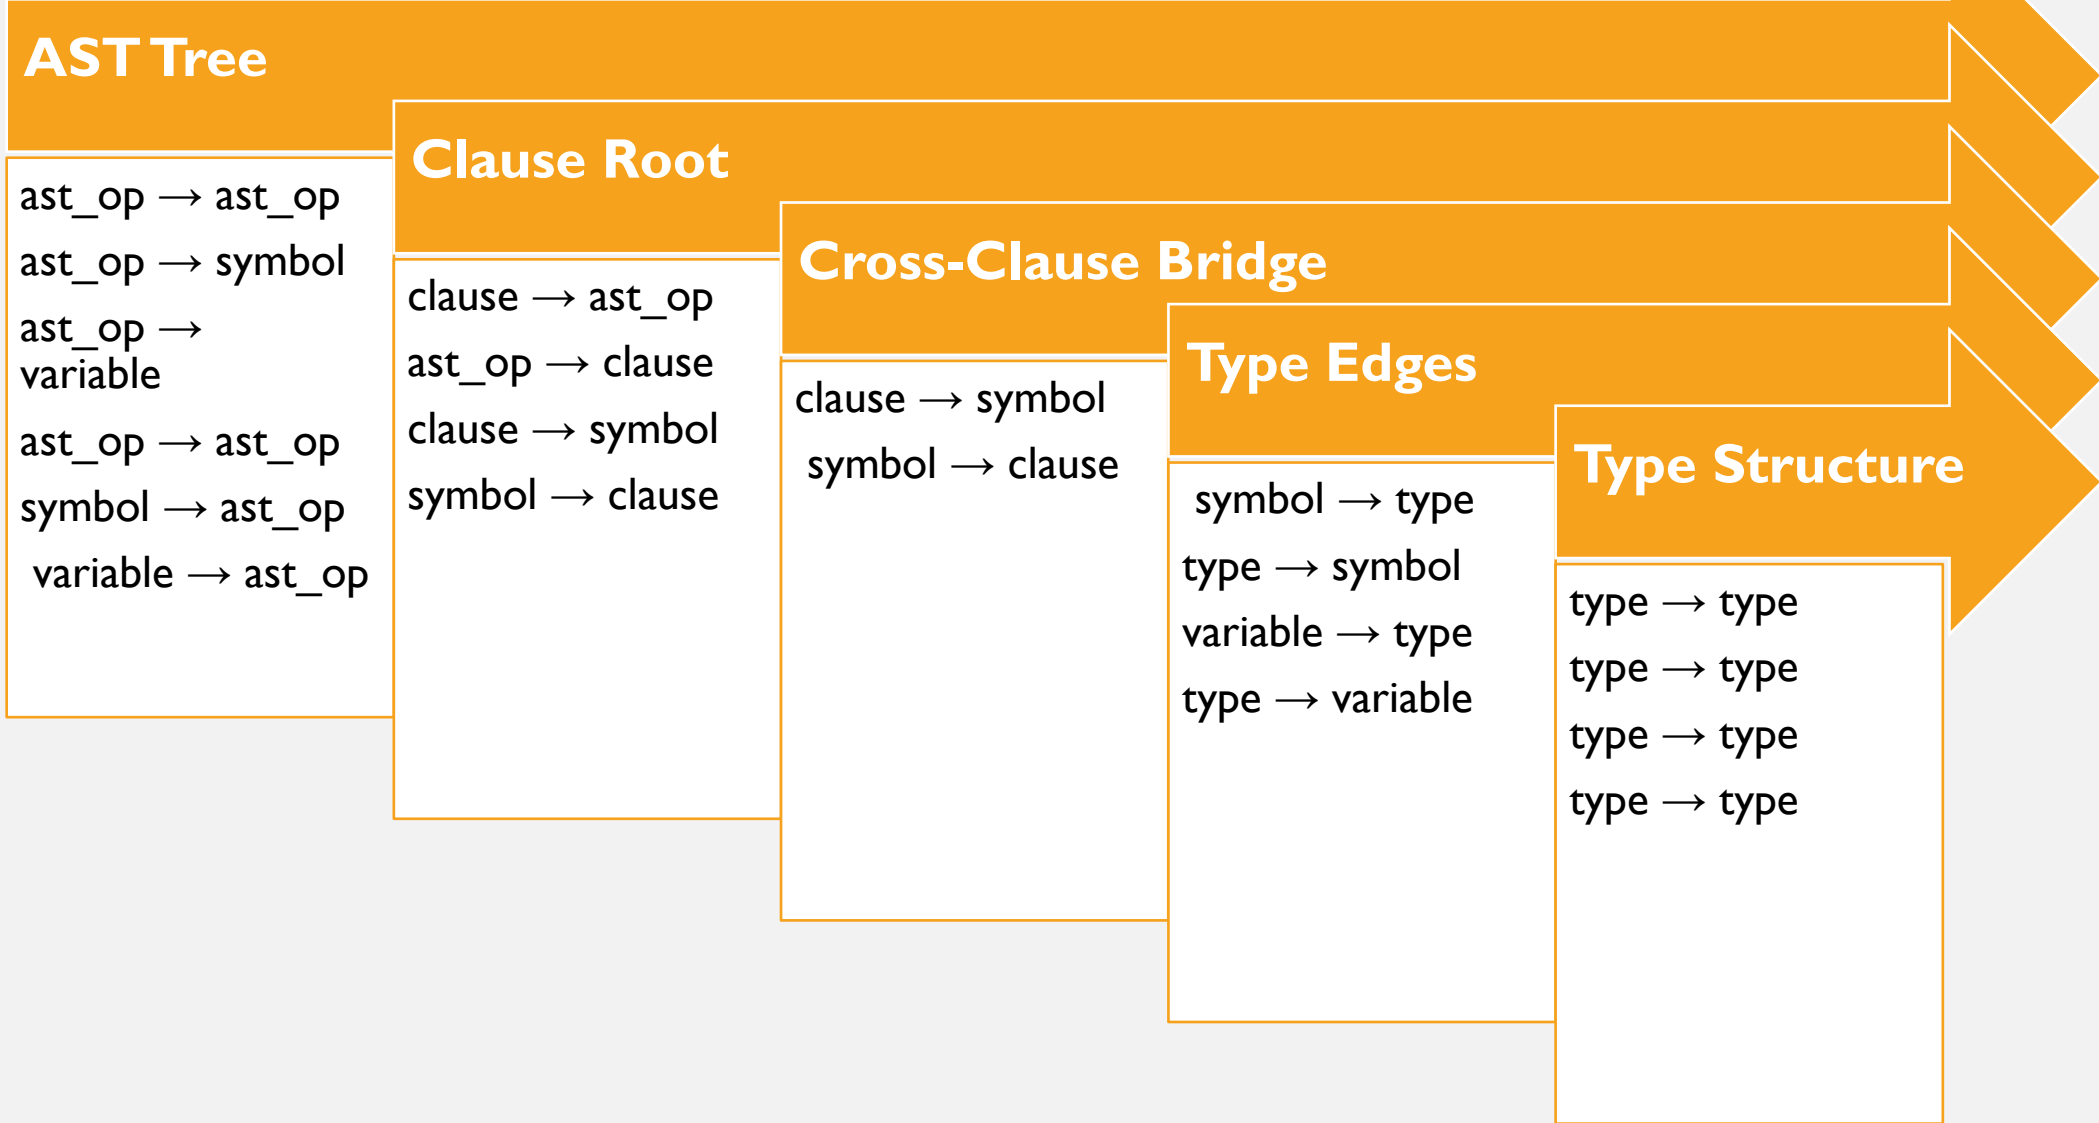 AST Tree
ast_op → ast_op
ast_op → symbol
ast_op →
variable
ast_op → ast_op
symbol → ast_op
variable → ast_op
Clause Root
clause → ast_op
ast_op → clause
clause → symbol
symbol → clause
Cross-Clause Bridge
clause → symbol
symbol → clause
Type Edges
symbol → type
type → symbol
variable → type
type → variable
Type Structure
type → type
type → type
type → type
type → type